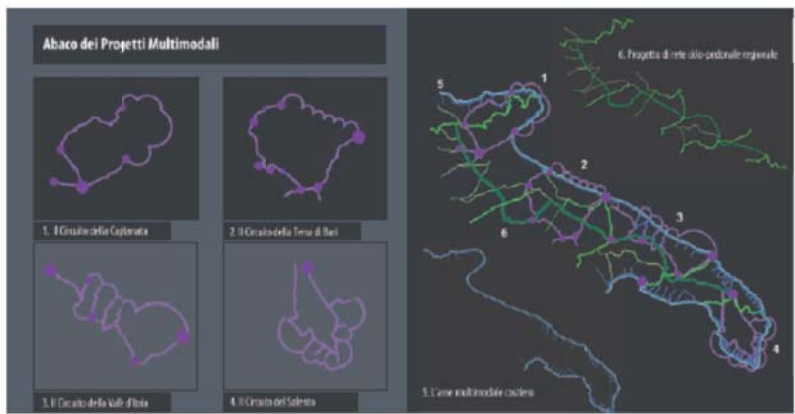 Abaco dei Projetti Multimodali
1. Il Circuito della Capitanata
2. Il Circuito della Terra di Bari
3. Il Circuito della Valle d'Itria
4. Il Circuito del Salento
5
1
6. Progetto di rete ciclo-pedonale regionale
2
3
6
4
5. L'asse multimodale costiero